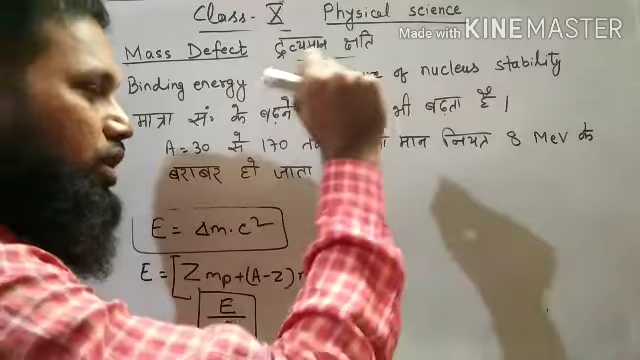 Class - X Physical science
Made with KINEMASTER
Mass Defect द्रव्यमान क्षति
Binding energy of nucleus stability
मात्रा सं॰ के बढ़ने भी बढ़ता है।
A = 30 से 170 मान नियत 8 MeV के
बराबर हो जाता
E = Δm.c²
E = [Z mp + (A-Z)
E